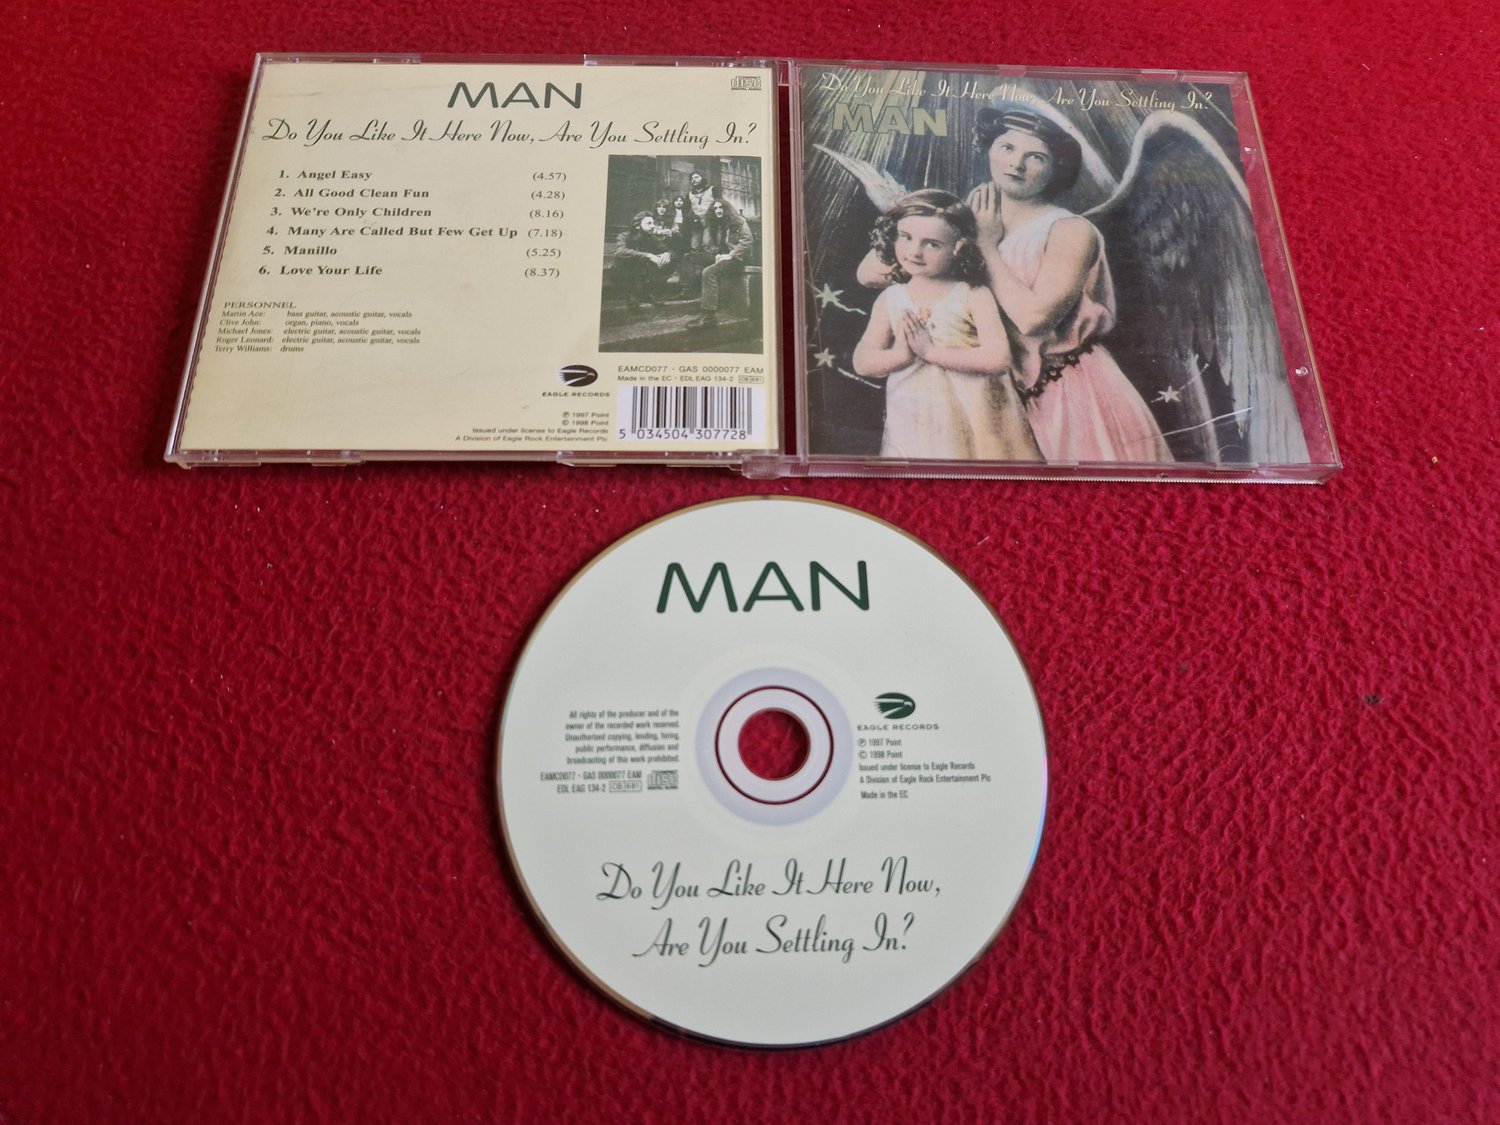 MAN
disc
Do You Like It Here Now, Are You Settling In?
1. Angel Easy (4.57)
2. All Good Clean Fun (4.28)
3. We're Only Children (8.16)
4. Many Are Called But Few Get Up (7.18)
5. Manillo (5.25)
6. Love Your Life (8.37)
PERSONNEL
Martin Ace: bass guitar, acoustic guitar, vocals
Clive John: organ, piano, vocals
Michael Jones: electric guitar, acoustic guitar, vocals
Roger Leonard: electric guitar, acoustic guitar, vocals
Terry Williams: drums
EAGLE RECORDS
℗ 1997 Point
© 1998 Point
Issued under license to Eagle Records
A Division of Eagle Rock Entertainment Plc
EAMCD077 - GAS 0000077 EAM
Made in the EC - EDL EAG 134-2 CB 681
5 034504 307728
Do You Like It Here Now, Are You Settling In?
MAN
MAN
All rights of the producer and of the
owner of the recorded work reserved.
Unauthorised copying, lending, hiring,
public performance, diffusion and
broadcasting of this work prohibited.
EAMCD077 - GAS 0000077 EAM
EDL EAG 134-2 CB 681
disc
EAGLE RECORDS
℗ 1997 Point
© 1998 Point
Issued under license to Eagle Records
A Division of Eagle Rock Entertainment Plc
Made in the EC
Do You Like It Here Now,
Are You Settling In?